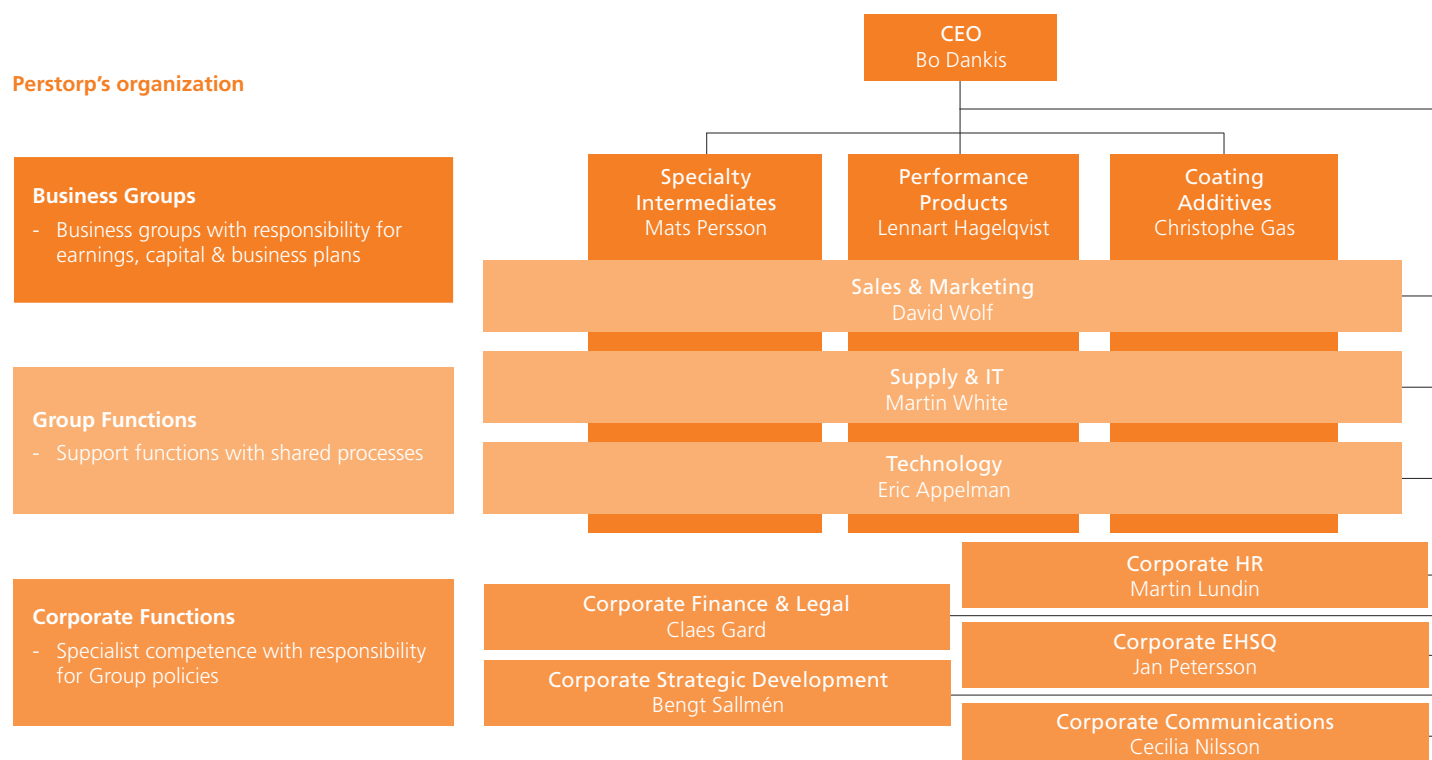 Perstorp's organization
CEO
Bo Dankis
Business Groups
- Business groups with responsibility for
earnings, capital & business plans
Specialty
Intermediates
Mats Persson
Performance
Products
Lennart Hagelqvist
Coating
Additives
Christophe Gas
Sales & Marketing
David Wolf
Group Functions
- Support functions with shared processes
Supply & IT
Martin White
Technology
Eric Appelman
Corporate Functions
- Specialist competence with responsibility
for Group policies
Corporate Finance & Legal
Claes Gard
Corporate Strategic Development
Bengt Sallmén
Corporate HR
Martin Lundin
Corporate EHSQ
Jan Petersson
Corporate Communications
Cecilia Nilsson